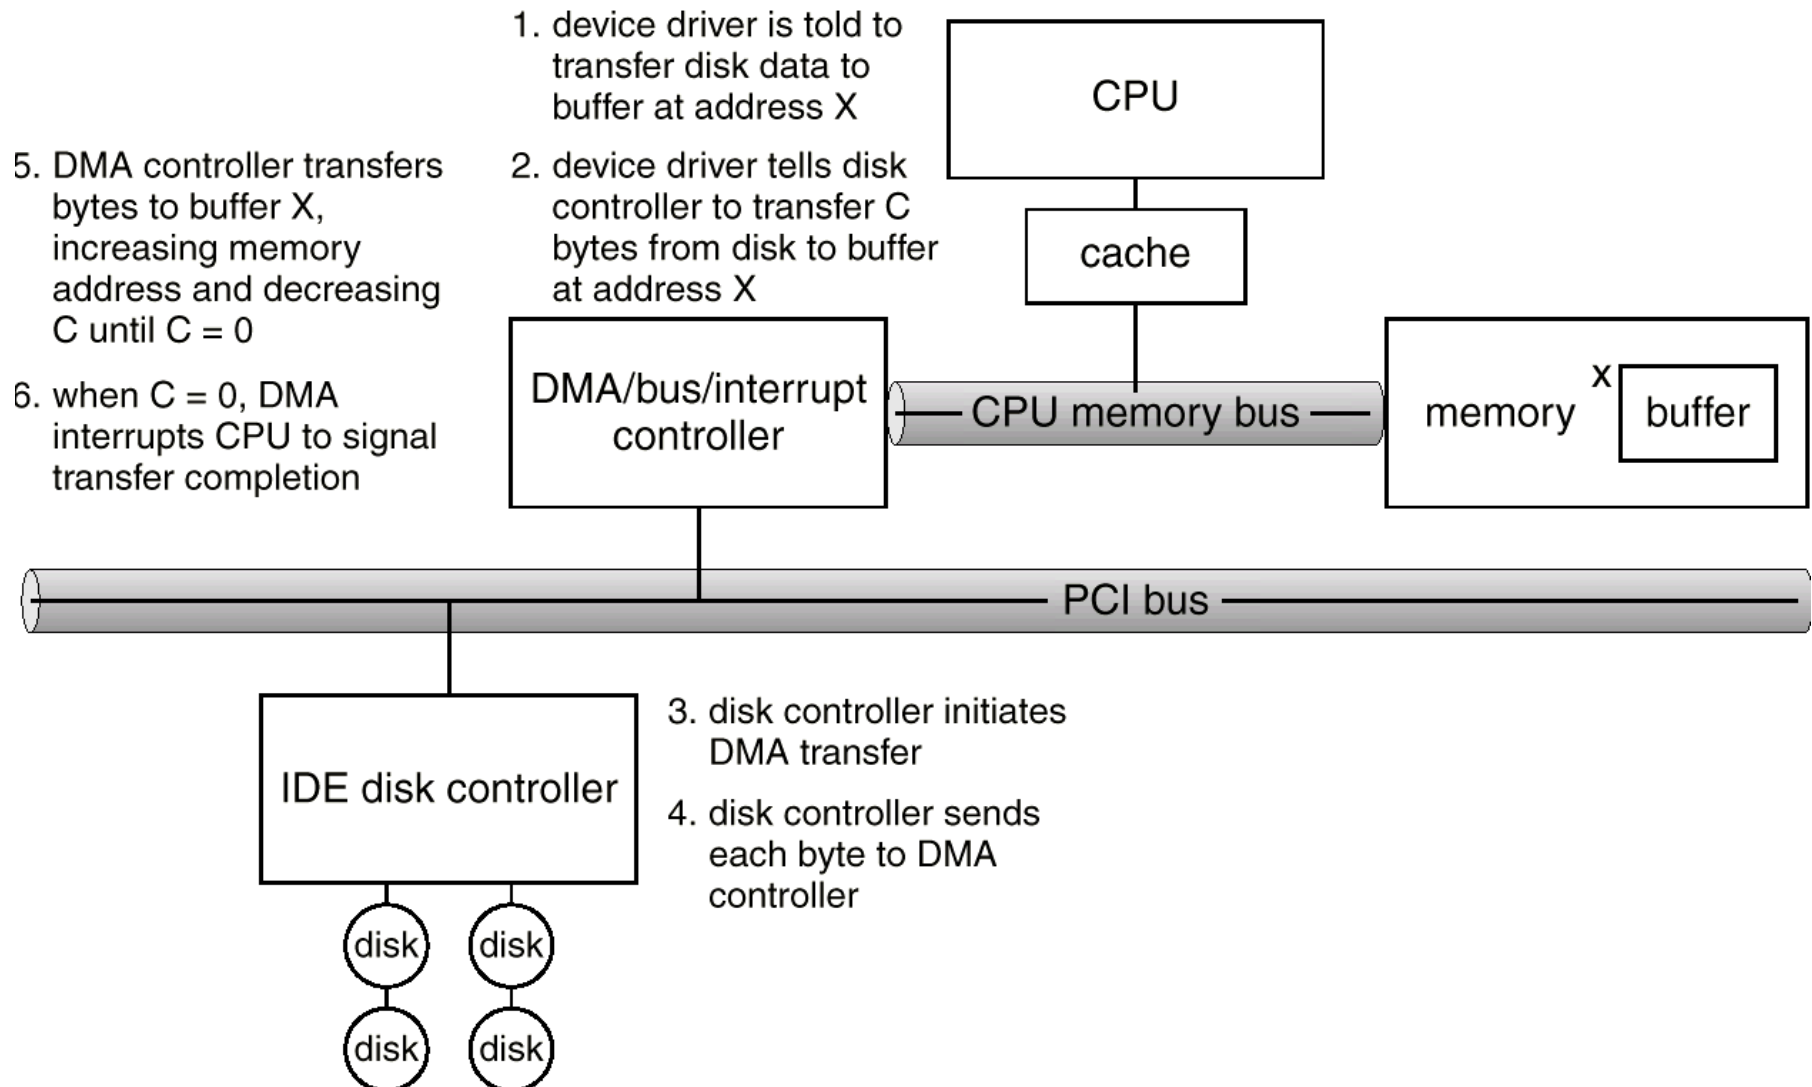 1. device driver is told to
transfer disk data to
buffer at address X
2. device driver tells disk
controller to transfer C
bytes from disk to buffer
at address X
5. DMA controller transfers
bytes to buffer X,
increasing memory
address and decreasing
C until C = 0
6. when C = 0, DMA
interrupts CPU to signal
transfer completion
CPU
cache
DMA/bus/interrupt
controller
CPU memory bus
x
memory
buffer
PCI bus
IDE disk controller
3. disk controller initiates
DMA transfer
4. disk controller sends
each byte to DMA
controller
disk
disk
disk
disk